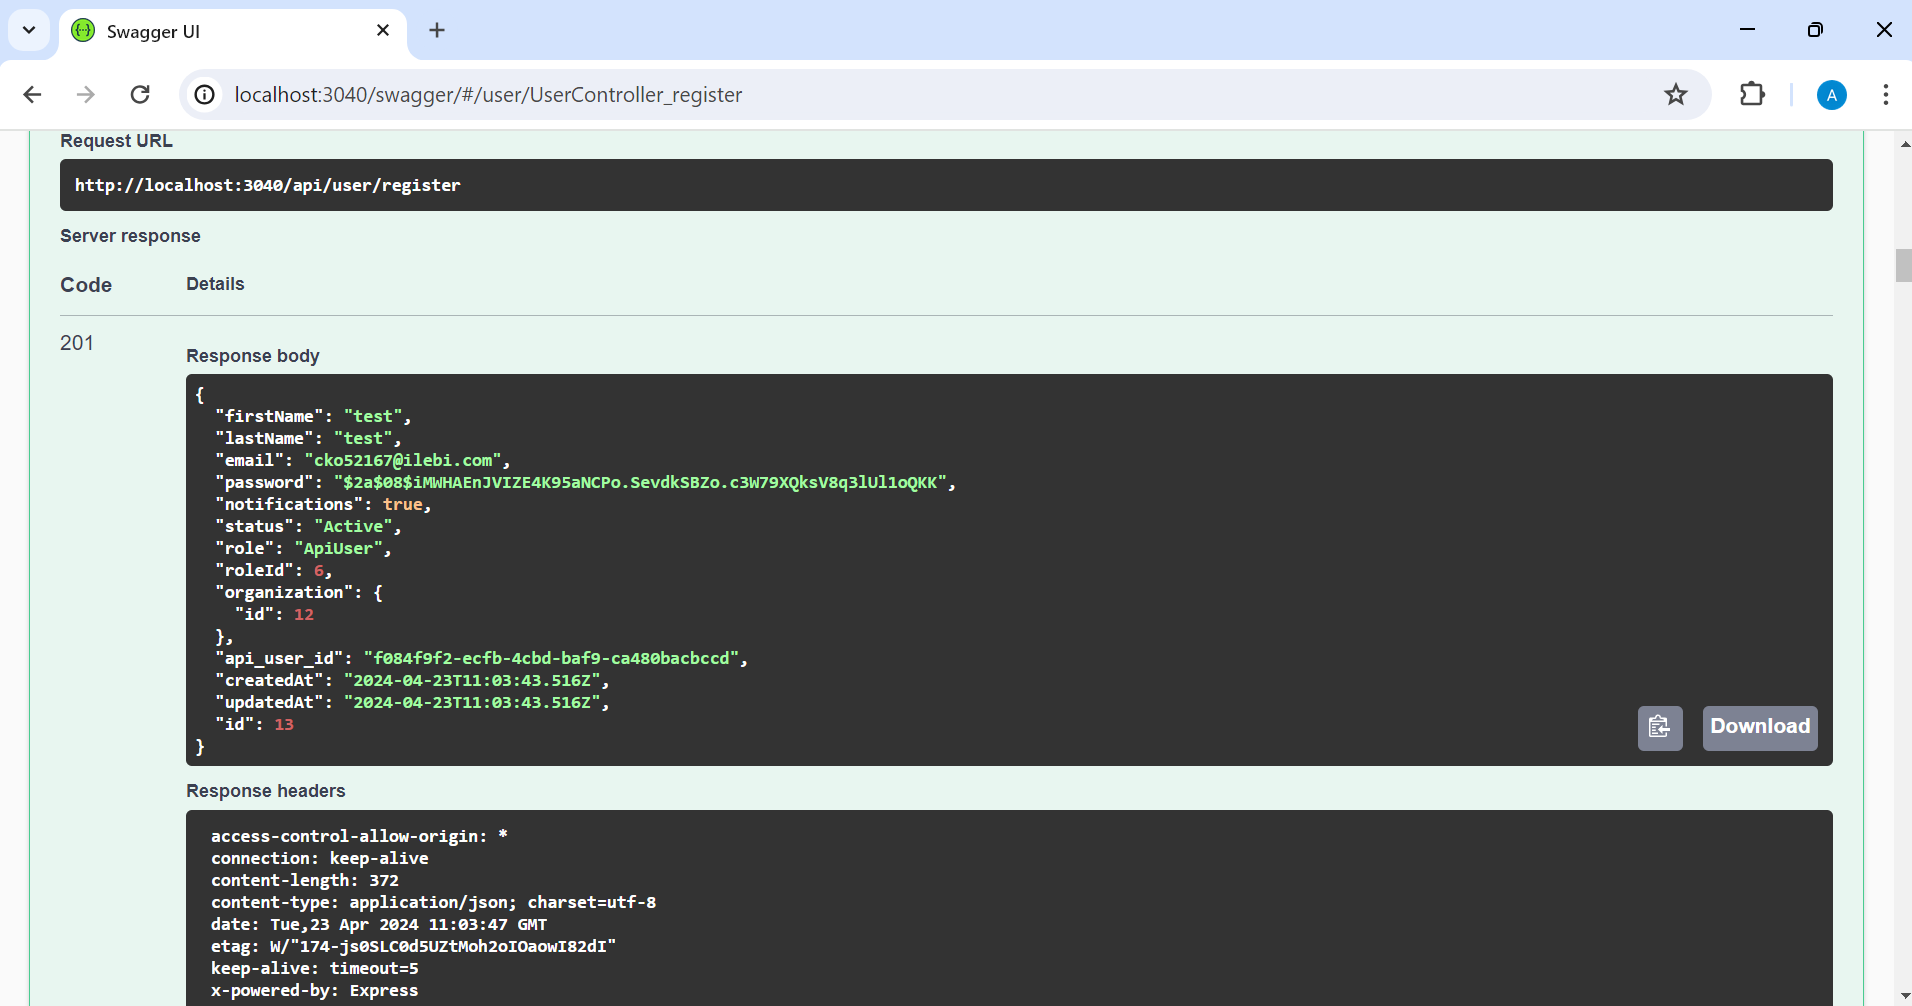 Swagger UI
localhost:3040/swagger/#/user/UserController_register
A
Request URL
http://localhost:3040/api/user/register
Server response
Code Details
201
Response body
{
"firstName": "test",
"lastName": "test",
"email": "cko52167@ilebi.com",
"password": "$2a$08$iMWHAEnJVIZE4K95aNCPo.SevdkSBZo.c3W79XQksV8q3lUl1oQKK",
"notifications": true,
"status": "Active",
"role": "ApiUser",
"roleId": 6,
"organization": {
"id": 12
},
"api_user_id": "f084f9f2-ecfb-4cbd-baf9-ca480bacbccd",
"createdAt": "2024-04-23T11:03:43.516Z",
"updatedAt": "2024-04-23T11:03:43.516Z",
"id": 13
}
Download
Response headers
access-control-allow-origin: *
connection: keep-alive
content-length: 372
content-type: application/json; charset=utf-8
date: Tue,23 Apr 2024 11:03:47 GMT
etag: W/"174-js0SLC0d5UZtMoh2oIOaowI82dI"
keep-alive: timeout=5
x-powered-by: Express